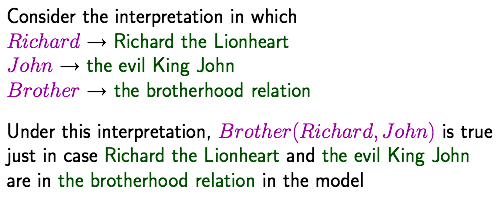 Consider the interpretation in which
Richard → Richard the Lionheart
John → the evil King John
Brother → the brotherhood relation
Under this interpretation, Brother(Richard, John) is true
just in case Richard the Lionheart and the evil King John
are in the brotherhood relation in the model